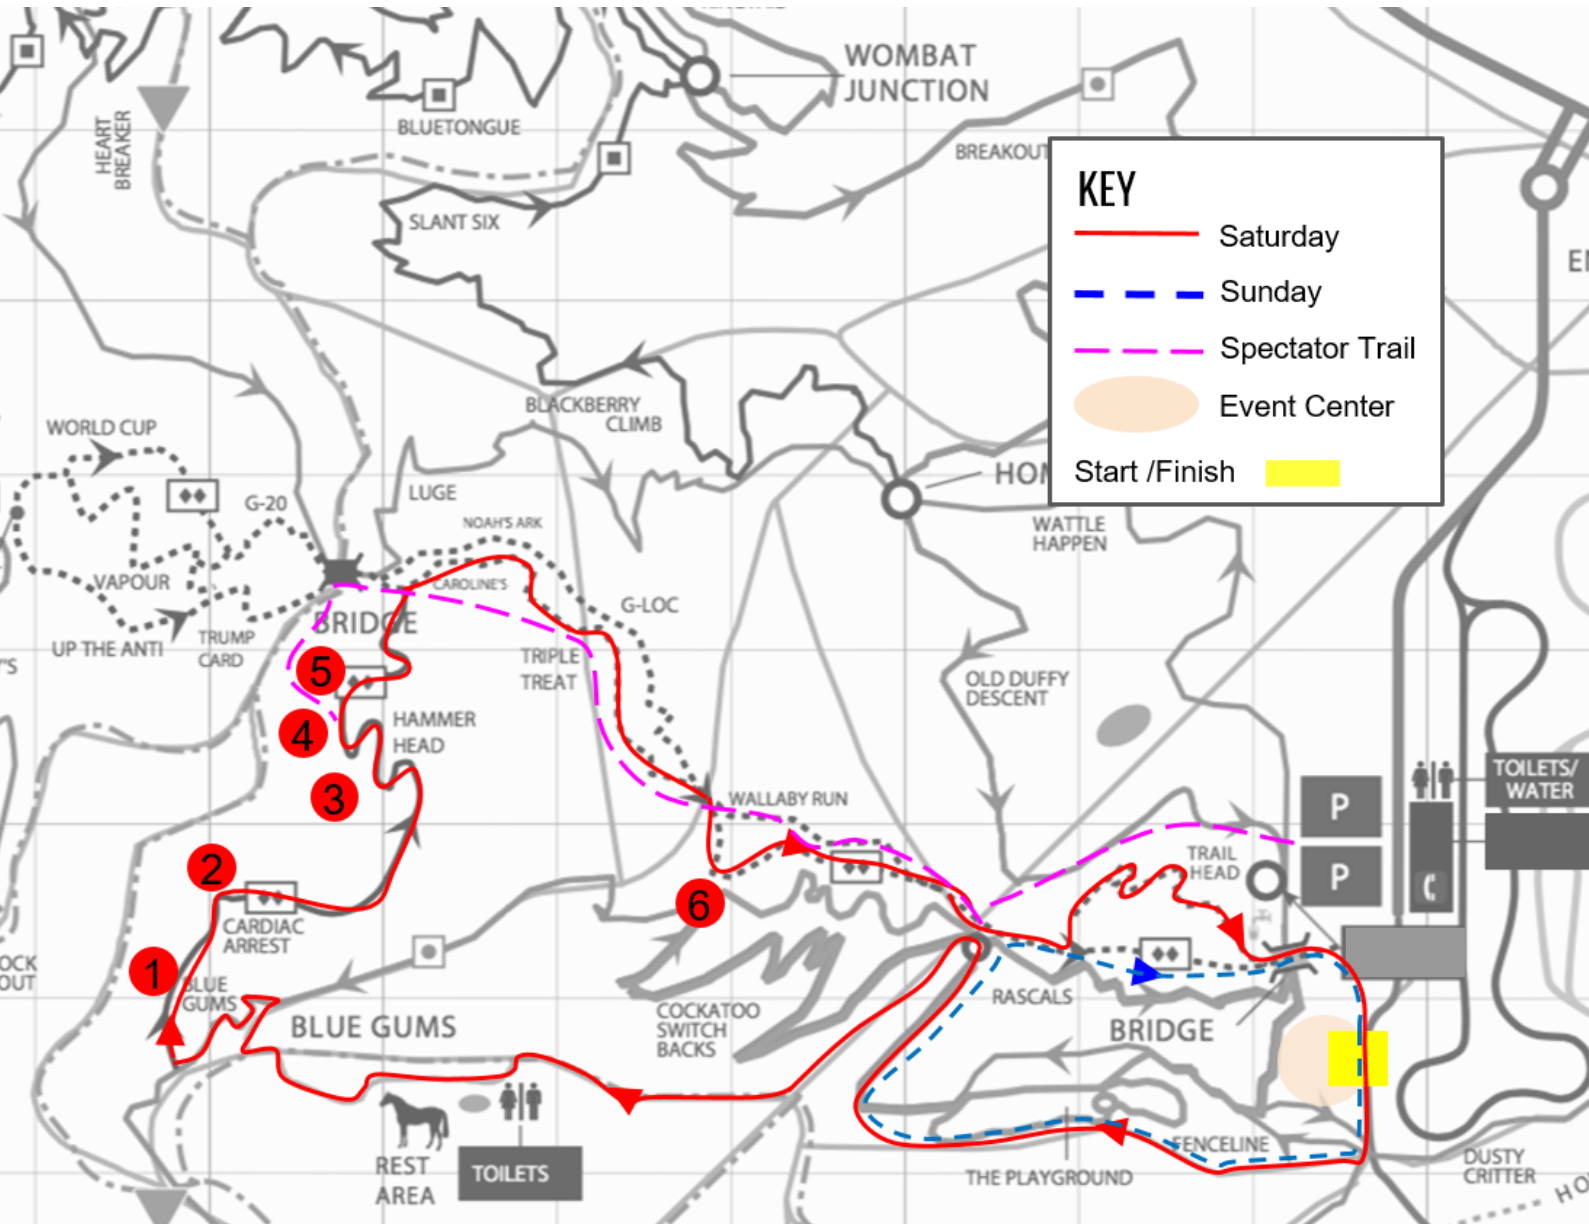 WOMBAT
JUNCTION
BLUETONGUE
HEART
BREAKER
BREAKOUT
SLANT SIX
KEY
Saturday
Sunday
Spectator Trail
Event Center
Start /Finish
BLACKBERRY
CLIMB
WORLD CUP
LUGE
G-20
NOAH'S ARK
WATTLE
HAPPEN
VAPOUR
CAROLINE'S
G-LOC
BRIDGE
UP THE ANTI
TRUMP
CARD
TRIPLE
TREAT
OLD DUFFY
DESCENT
5
4
HAMMER
HEAD
3
TOILETS/
WATER
P
WALLABY RUN
2
TRAIL
HEAD
P
6
CARDIAC
ARREST
1
BLUE
GUMS
BLUE GUMS
COCKATOO
SWITCH
BACKS
RASCALS
BRIDGE
FENCELINE
THE PLAYGROUND
DUSTY
CRITTER
REST
AREA
TOILETS